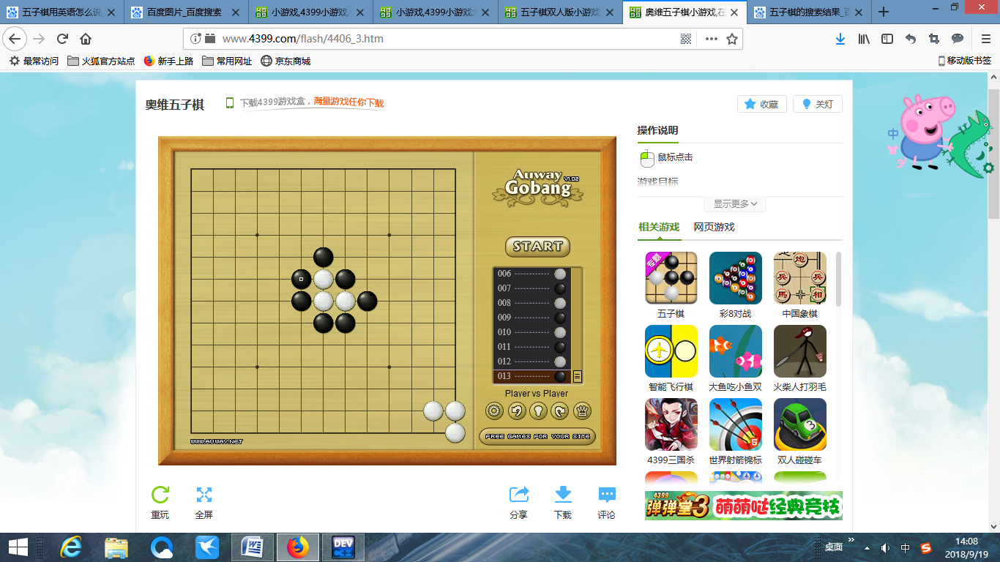 五子棋用英语怎么说
百度图片_百度搜索
小游戏,4399小游戏,
小游戏,4399小游戏大
五子棋双人版小游戏,
奥维五子棋小游戏,在
五子棋的搜索结果_百
www.4399.com/flash/4406_3.htm
最常访问
火狐官方站点
新手上路
常用网址
京东商城
移动版书签
奥维五子棋
下载4399游戏盒，海量游戏任你下载
收藏
关灯
中
操作说明
鼠标点击
游戏目标
显示更多
相关游戏
网页游戏
Auway
V1.02
Gobang
START
006
007
008
009
010
011
012
013
Player vs Player
FREE GAMES FOR YOUR SITE
WWW.AUWAY.NET
专题
五子棋
彩8对战
炮
兵
兵
馬
相
中国象棋
智能飞行棋
大鱼吃小鱼双
火柴人打羽毛
4399三国杀
5
世界射箭锦标
3
双人碰碰车
4399
弹弹堂3
萌萌哒经典竞技
重玩
全屏
分享
下载
评论
W
DEV
C++
桌面
中
S
14:08
2018/9/19